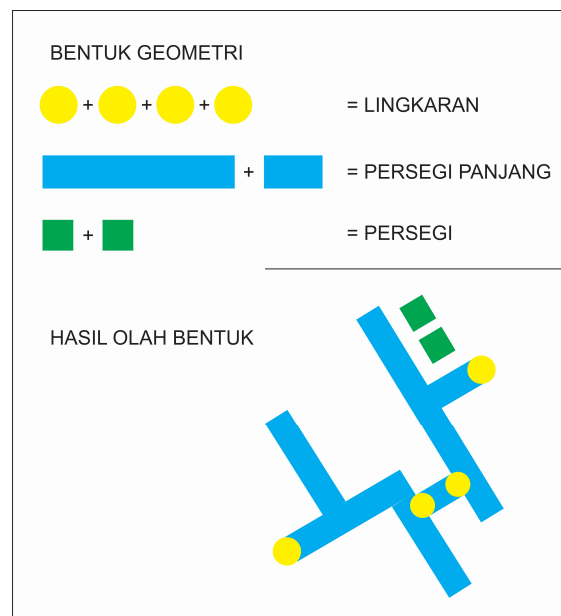 BENTUK GEOMETRI
+ + + = LINGKARAN
+ = PERSEGI PANJANG
+ = PERSEGI
HASIL OLAH BENTUK